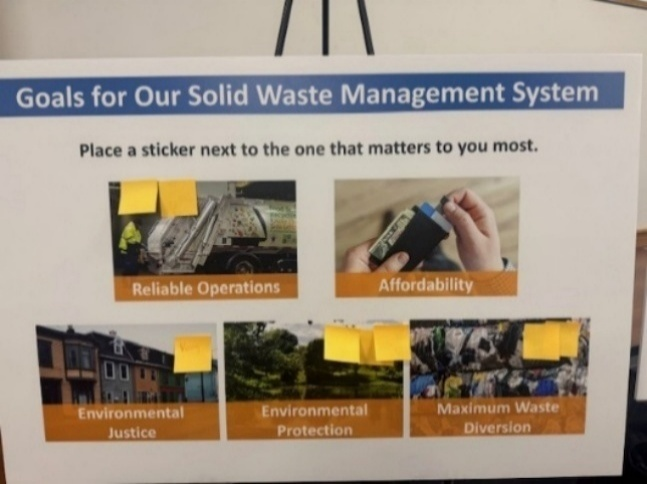 Goals for Our Solid Waste Management System
Place a sticker next to the one that matters to you most.
Reliable Operations
Affordability
Environmental
Justice
Environmental
Protection
Maximum Waste
Diversion